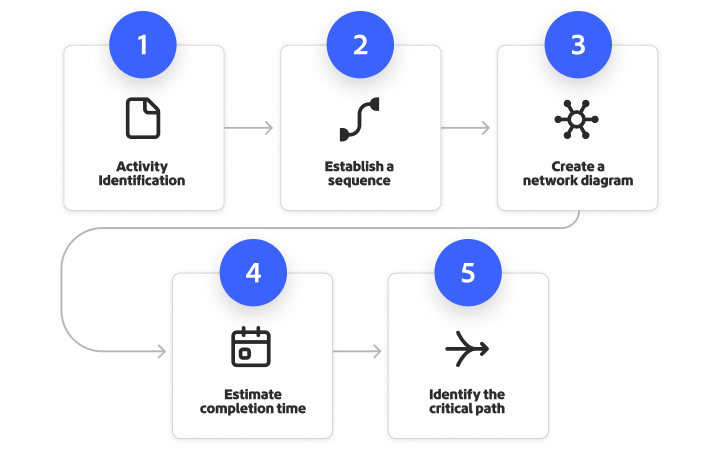 1
Activity
Identification
2
Establish a
sequence
3
Create a
network diagram
4
Estimate
completion time
5
Identify the
critical path